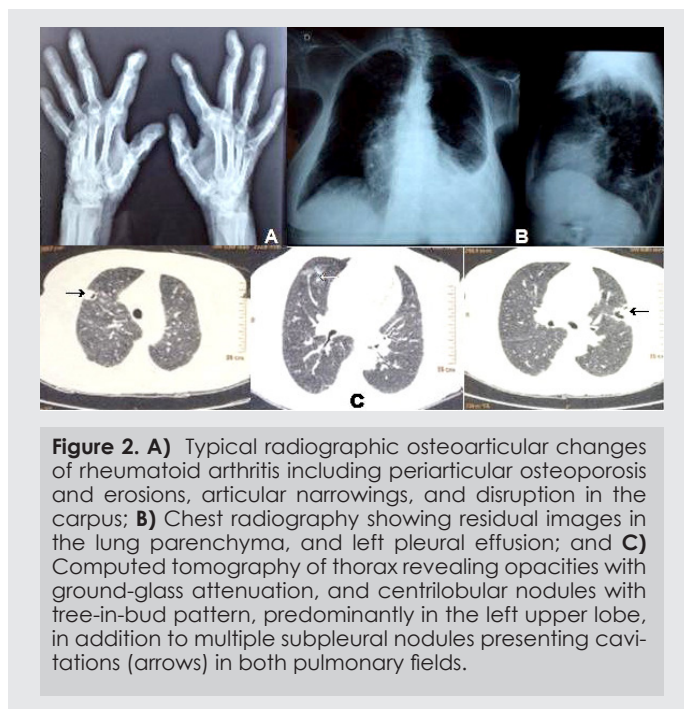 A
B
C
Figure 2. A) Typical radiographic osteoarticular changes
of rheumatoid arthritis including periarticular osteoporosis
and erosions, articular narrowings, and disruption in the
carpus; B) Chest radiography showing residual images in
the lung parenchyma, and left pleural effusion; and C)
Computed tomography of thorax revealing opacities with
ground-glass attenuation, and centrilobular nodules with
tree-in-bud pattern, predominantly in the left upper lobe,
in addition to multiple subpleural nodules presenting cavi-
tations (arrows) in both pulmonary fields.